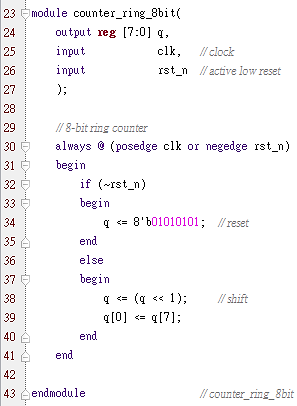 23 module counter_ring_8bit(
24 output reg [7:0] q,
25 input clk, // clock
26 input rst_n // active low reset
27 );
28
29 // 8-bit ring counter
30 always @ (posedge clk or negedge rst_n)
31 begin
32 if (~rst_n)
33 begin
34 q <= 8'b01010101; // reset
35 end
36 else
37 begin
38 q <= (q << 1); // shift
39 q[0] <= q[7];
40 end
41 end
42
43 endmodule // counter_ring_8bit